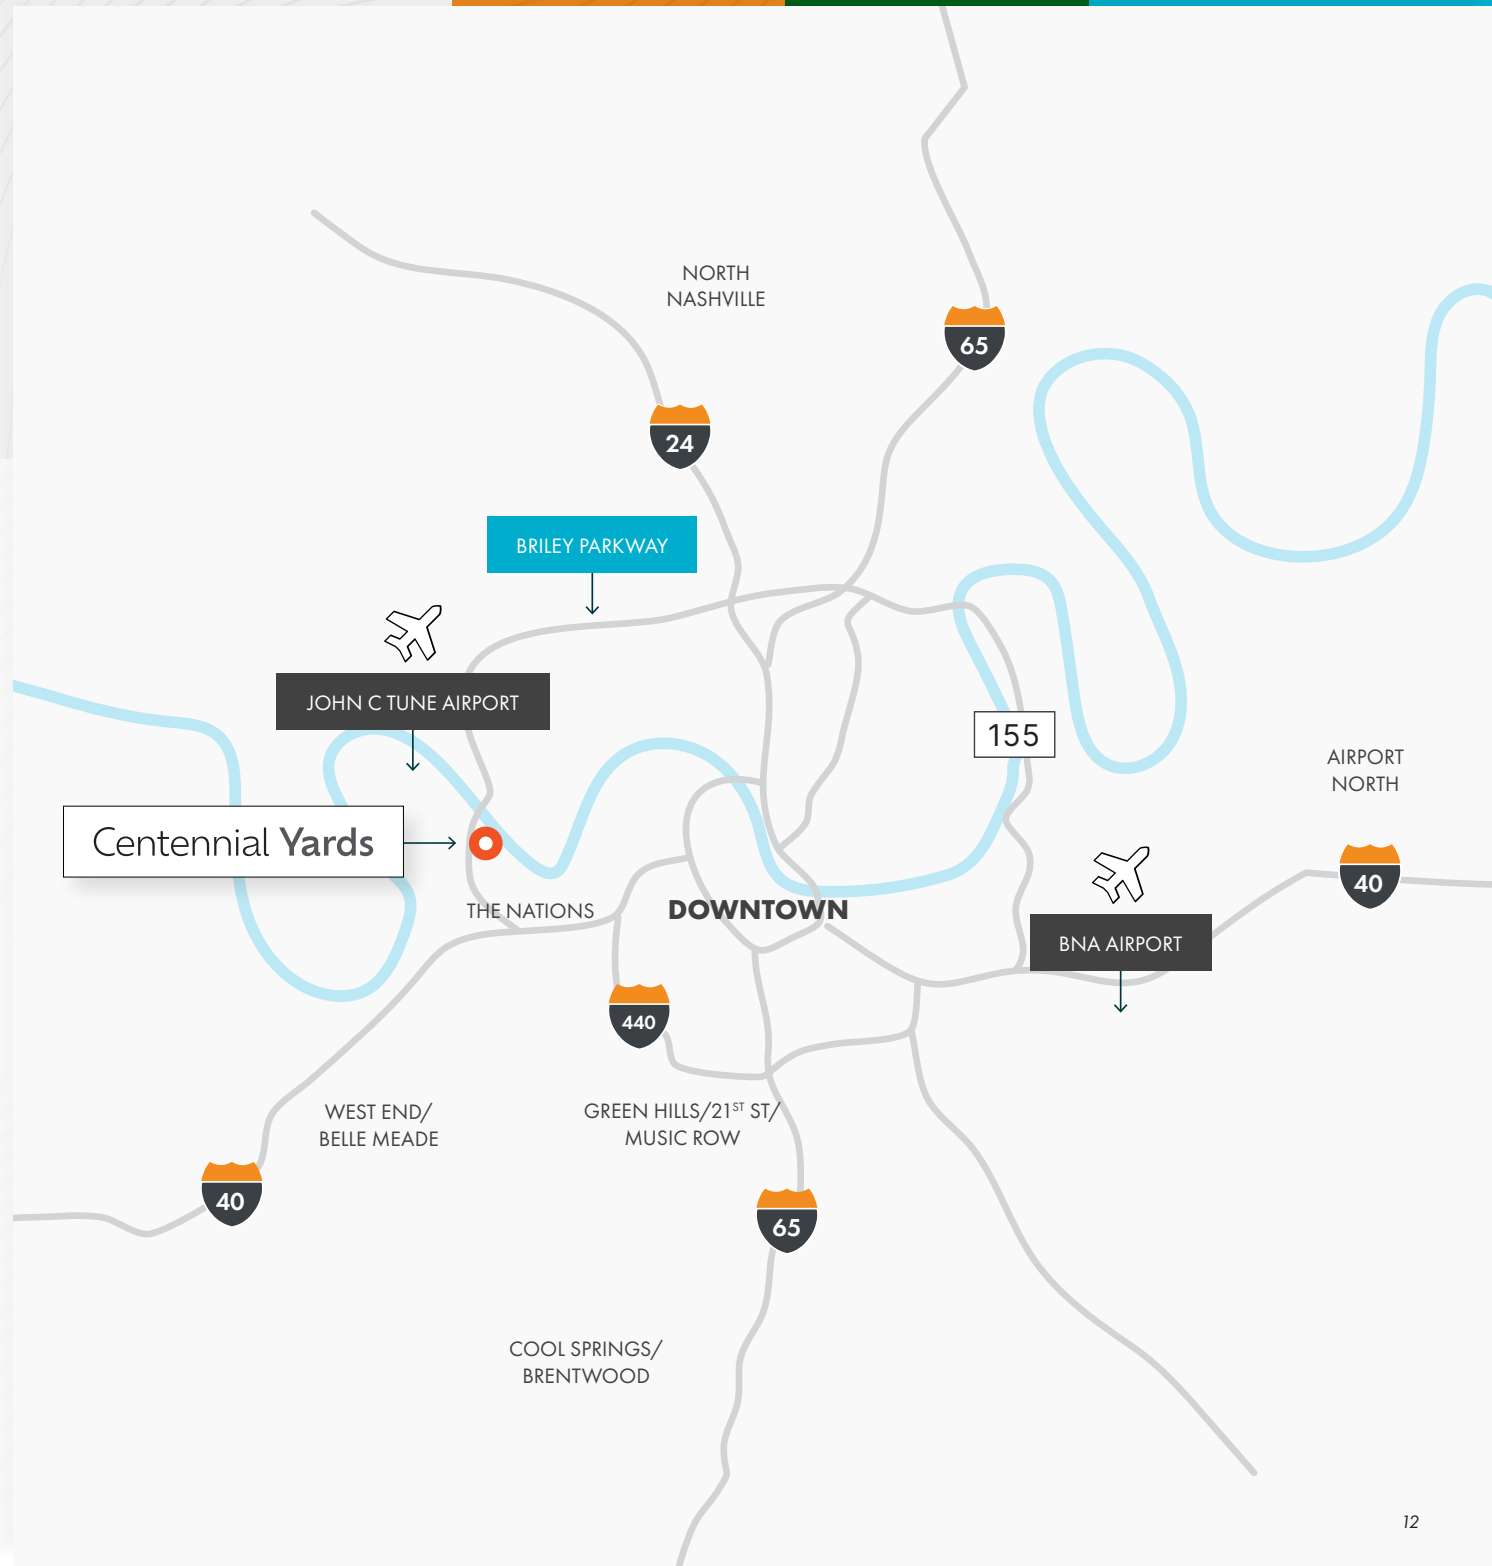 NORTH
NASHVILLE
65
24
BRILEY PARKWAY
JOHN C TUNE AIRPORT
155
AIRPORT
NORTH
Centennial Yards
40
THE NATIONS
DOWNTOWN
BNA AIRPORT
440
WEST END/
BELLE MEADE
GREEN HILLS/21ST ST/
MUSIC ROW
40
65
COOL SPRINGS/
BRENTWOOD
12